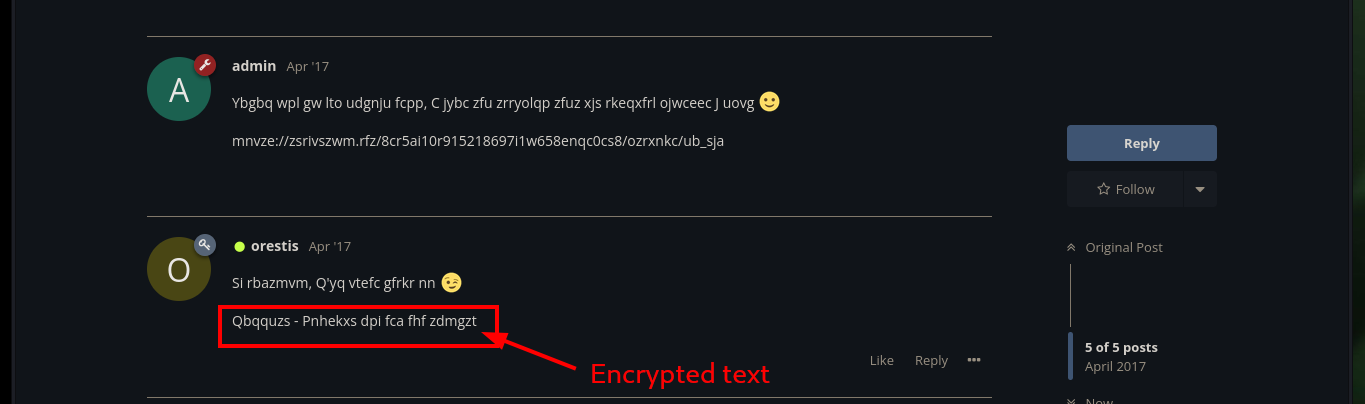 A
admin Apr '17
Ybgbq wpl gw lto udgnju fcpp, C jybc zfu zrryolqp zfuz xjs rkeqxfrl ojwceec J uovg 🙂
mnvze://zsrivszwm.rfz/8cr5ai10r915218697i1w658enqc0cs8/ozrxnkc/ub_sja
Reply
Follow
O
orestis Apr '17
Original Post
Si rbazmvm, Q'yq vtefc gfrkr nn 😉
Qbqquzs - Pnhekxs dpi fca fhf zdmgzt
5 of 5 posts
April 2017
Like Reply •••
Encrypted text
Now